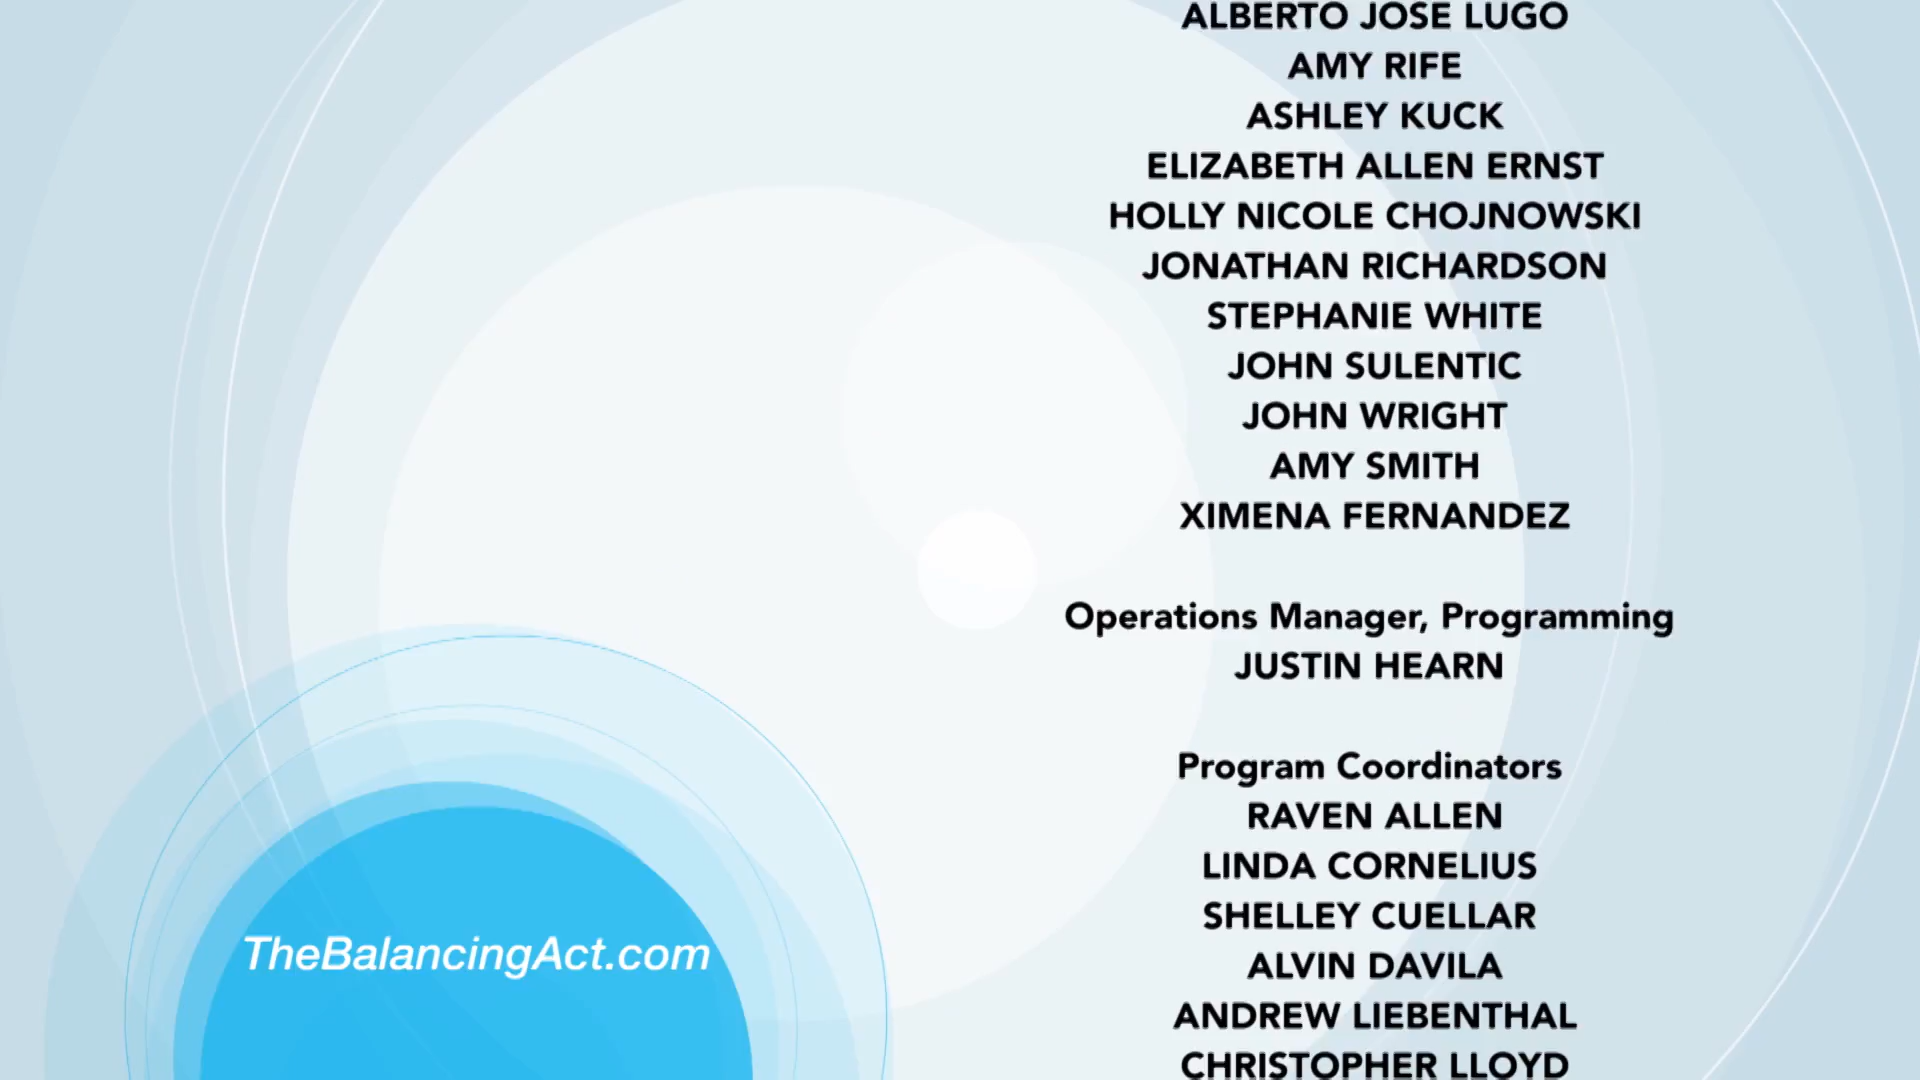 ALBERTO JOSE LUGO
AMY RIFE
ASHLEY KUCK
ELIZABETH ALLEN ERNST
HOLLY NICOLE CHOJNOWSKI
JONATHAN RICHARDSON
STEPHANIE WHITE
JOHN SULENTIC
JOHN WRIGHT
AMY SMITH
XIMENA FERNANDEZ
Operations Manager, Programming
JUSTIN HEARN
Program Coordinators
RAVEN ALLEN
LINDA CORNELIUS
SHELLEY CUELLAR
ALVIN DAVILA
ANDREW LIEBENTHAL
CHRISTOPHER LLOYD
TheBalancingAct.com